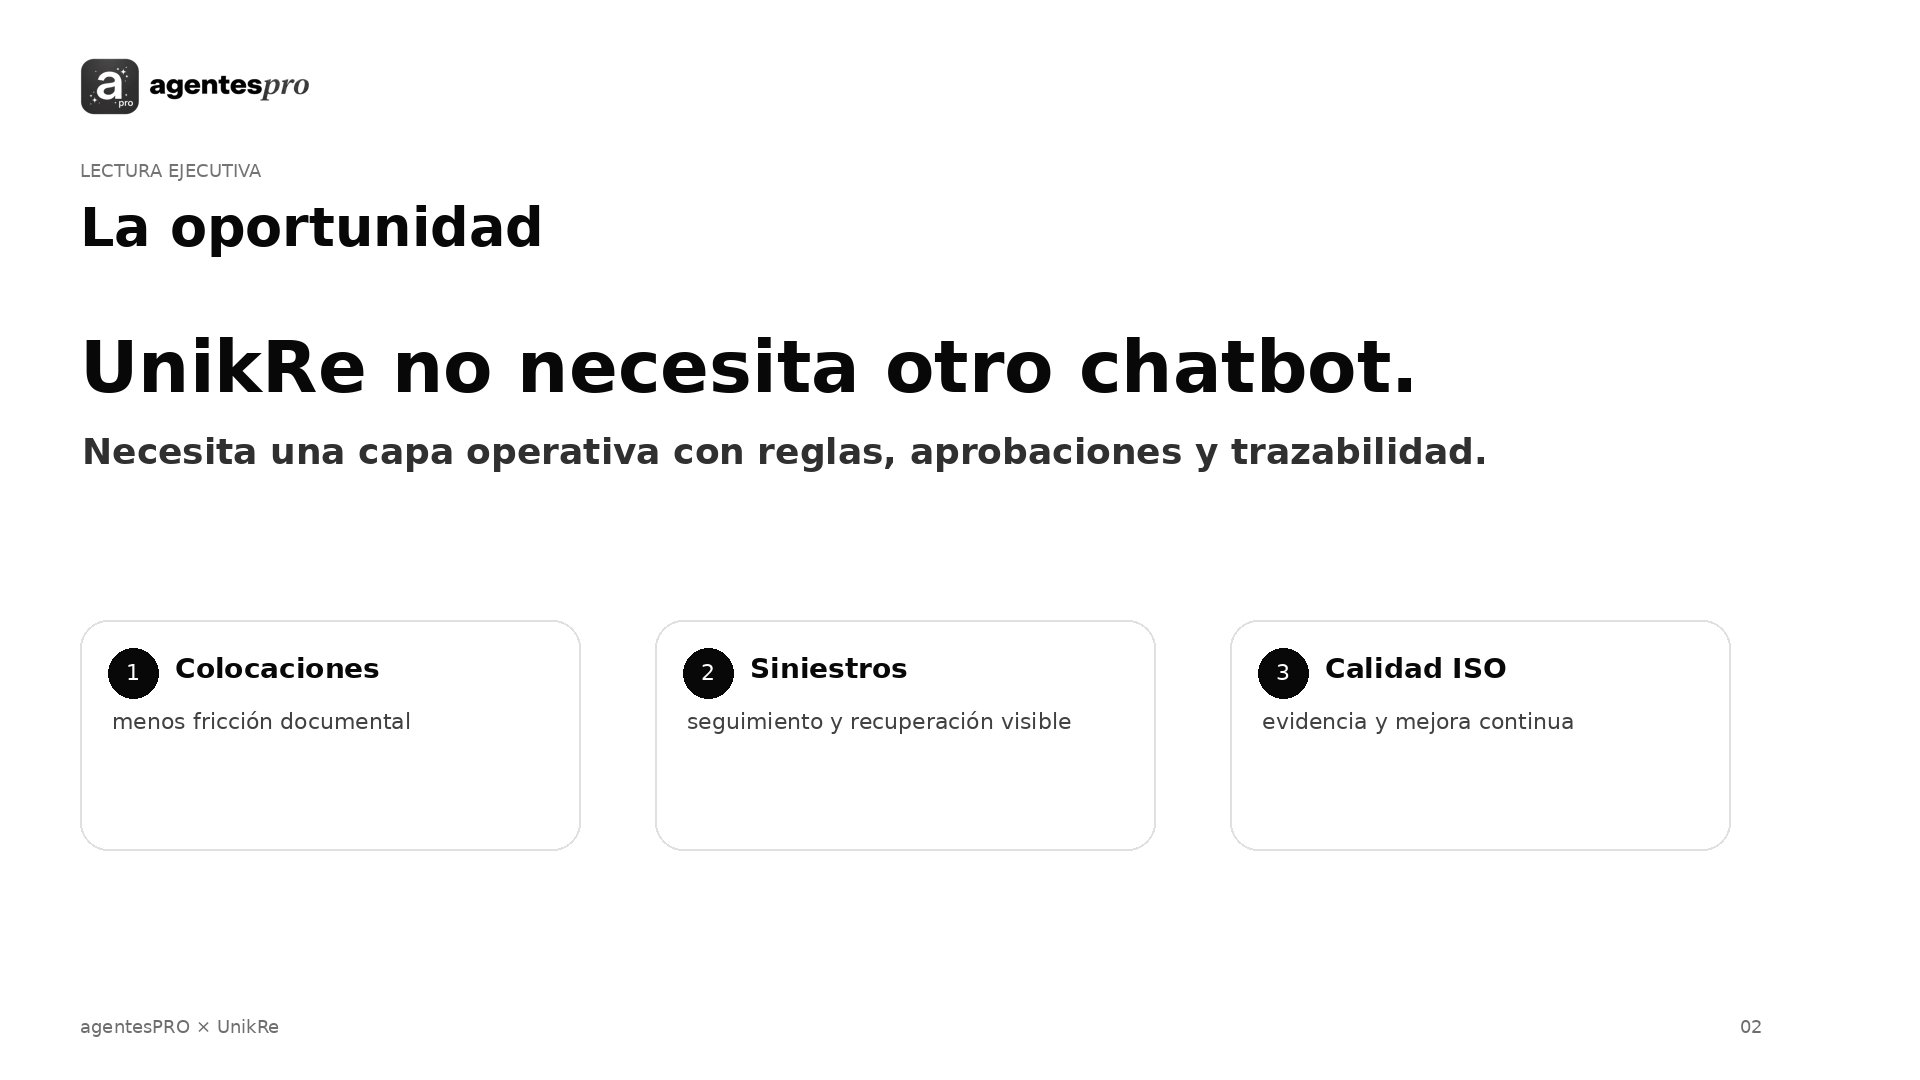 a
pro
agentespro
LECTURA EJECUTIVA
La oportunidad
UnikRe no necesita otro chatbot.
Necesita una capa operativa con reglas, aprobaciones y trazabilidad.
1 Colocaciones
menos fricción documental
2 Siniestros
seguimiento y recuperación visible
3 Calidad ISO
evidencia y mejora continua
agentesPRO × UnikRe
02